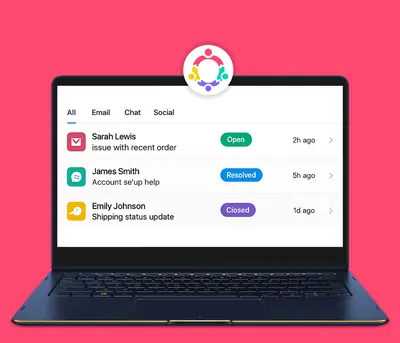 All Email Chat Social
Sarah Lewis
issue with recent order
Open
2h ago
James Smith
Account se'up help
Resolved
5h ago
Emily Johnson
Shipping status update
Closed
1d ago